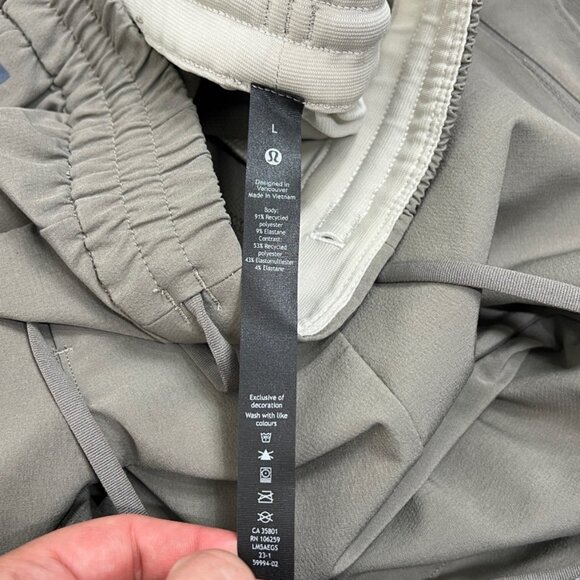 L
Designed in
Vancouver
Made in Vietnam
Body:
91% Recycled
polyester
9% Elastane
Contrast:
53% Recycled
polyester
43% Elastomultiester
4% Elastane
Exclusive of
decoration
Wash with like
colours
CA 35801
RN 106259
LM5AEGS
23-1
59994-02